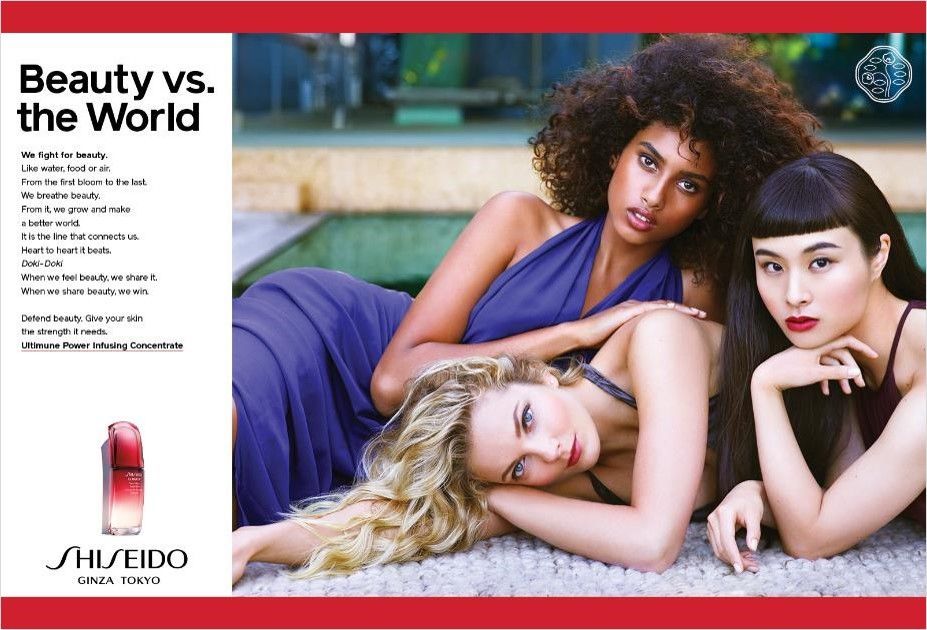 Beauty vs.
the World
We fight for beauty.
Like water, food or air.
From the first bloom to the last.
We breathe beauty.
From it, we grow and make
a better world.
It is the line that connects us.
Heart to heart it beats.
Doki-Doki
When we feel beauty, we share it.
When we share beauty, we win.
Defend beauty. Give your skin
the strength it needs.
Ultimune Power Infusing Concentrate
SHISEIDO
SHISEIDO
GINZA TOKYO